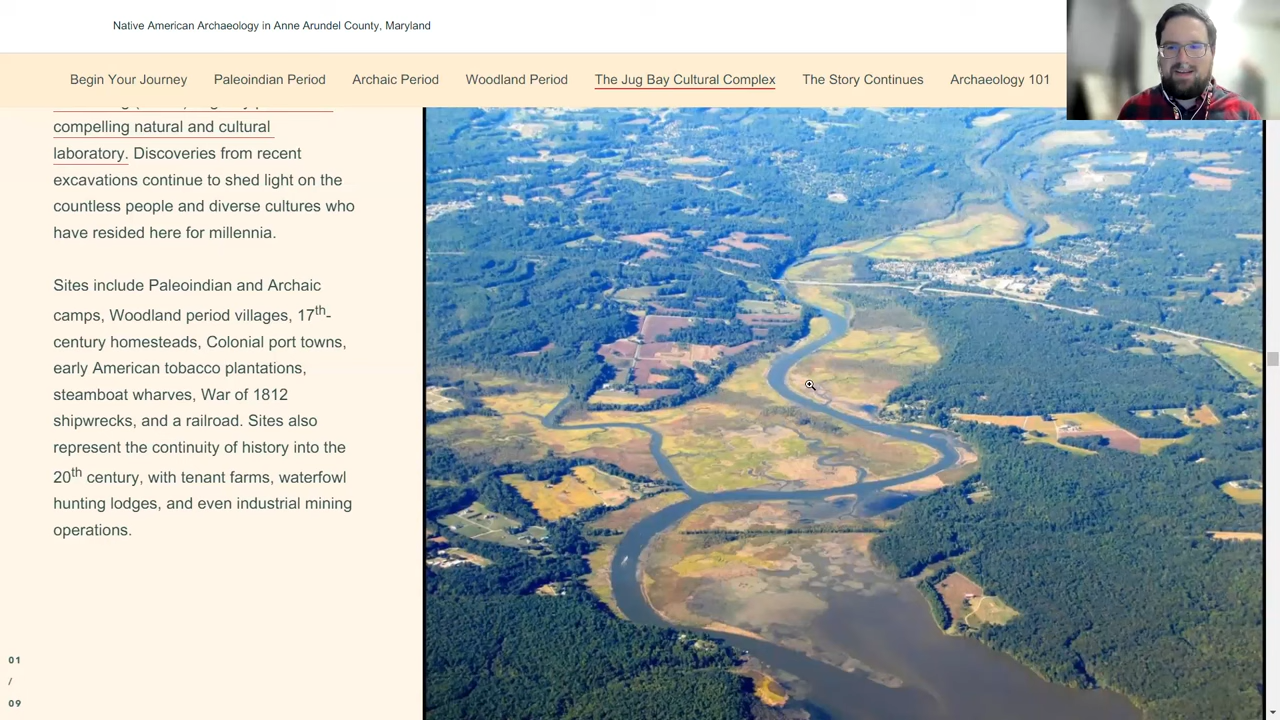 Native American Archaeology in Anne Arundel County, Maryland
Begin Your Journey Paleoindian Period Archaic Period Woodland Period The Jug Bay Cultural Complex The Story Continues Archaeology 101
compelling natural and cultural
laboratory. Discoveries from recent
excavations continue to shed light on the
countless people and diverse cultures who
have resided here for millennia.
Sites include Paleoindian and Archaic
camps, Woodland period villages, 17th-
century homesteads, Colonial port towns,
early American tobacco plantations,
steamboat wharves, War of 1812
shipwrecks, and a railroad. Sites also
represent the continuity of history into the
20th century, with tenant farms, waterfowl
hunting lodges, and even industrial mining
operations.
01
/
09